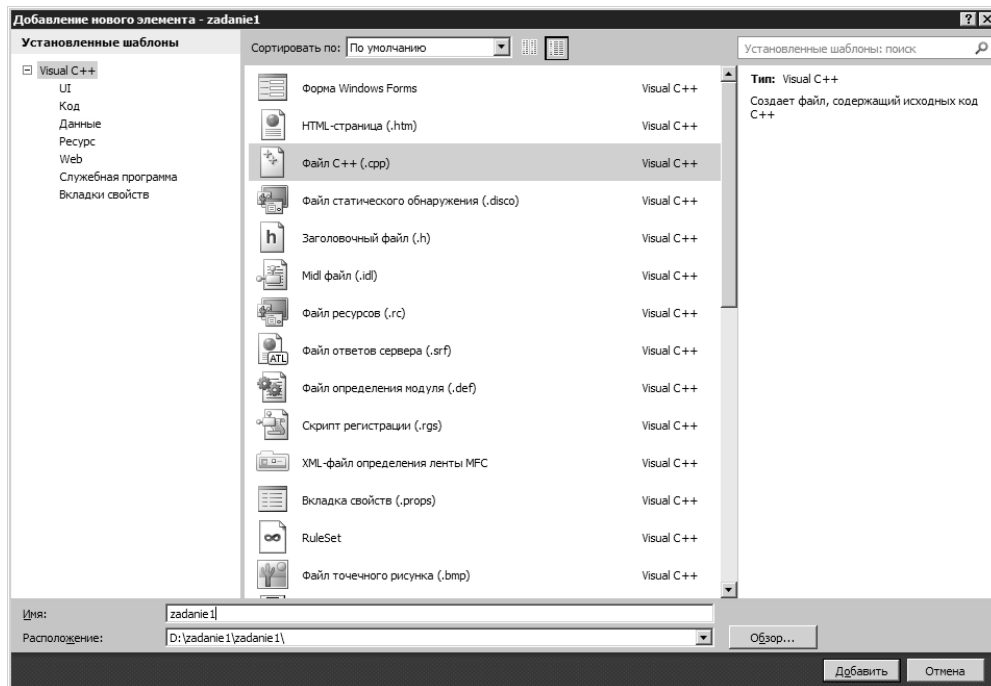 Добавление нового элемента - zadanie1
Установленные шаблоны
Visual C++
UI
Код
Данные
Ресурс
Web
Служебная программа
Вкладки свойств
Сортировать по: По умолчанию
Форма Windows Forms Visual C++
HTML-страница (.htm) Visual C++
Файл C++ (.cpp) Visual C++
Файл статического обнаружения (.disco) Visual C++
h Заголовочный файл (.h) Visual C++
Midl файл (.idl) Visual C++
Файл ресурсов (.rc) Visual C++
ATL Файл ответов сервера (.srf) Visual C++
Файл определения модуля (.def) Visual C++
Скрипт регистрации (.rgs) Visual C++
XML-файл определения ленты MFC Visual C++
Вкладка свойств (.props) Visual C++
RuleSet Visual C++
Файл точечного рисунка (.bmp) Visual C++
Установленные шаблоны: поиск
Тип: Visual C++
Создает файл, содержащий исходных код
C++
Имя: zadanie1
Расположение: D:\zadanie1\zadanie1\
Обзор...
Добавить Отмена